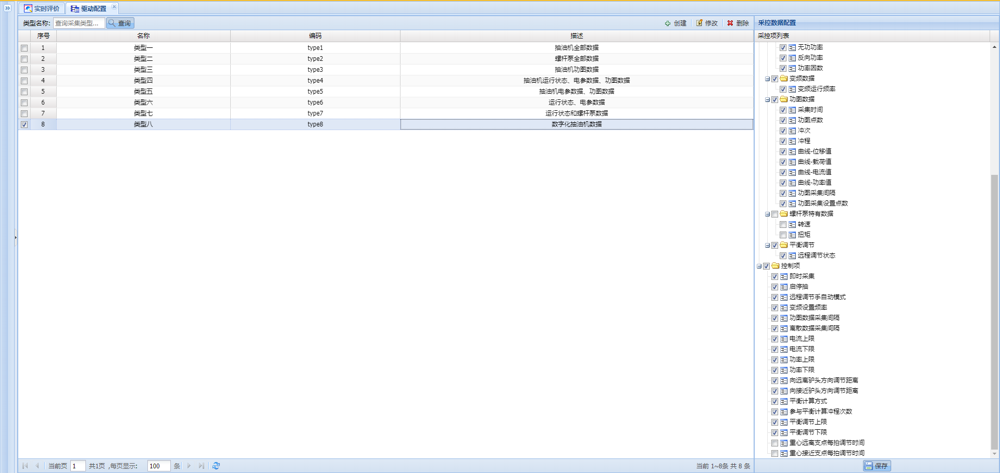 实时评价 驱动配置
类型名称: 查询采集类型... 查询 创建 修改 删除
序号 名称 编码 描述
1 类型一 type1 抽油机全部数据
2 类型二 type2 螺杆泵全部数据
3 类型三 type3 抽油机功图数据
4 类型四 type4 抽油机运行状态、电参数据、功图数据
5 类型五 type5 抽油机电参数据、功图数据
6 类型六 type6 运行状态、电参数据
7 类型七 type7 运行状态和螺杆泵数据
8 类型八 type8 数字化抽油机数据
当前页 1 共1页 ,每页显示: 100 条 当前 1~8条 共 8 条
采控数据配置
采控项列表
无功功率
反向功率
功率因数
变频数据
变频运行频率
功图数据
采集时间
功图点数
冲次
冲程
曲线-位移值
曲线-载荷值
曲线-电流值
曲线-功率值
功图采集间隔
功图采集设置点数
螺杆泵特有数据
转速
扭矩
平衡调节
远程调节状态
控制项
即时采集
启停抽
远程调节手自动模式
变频设置频率
功图数据采集间隔
离散数据采集间隔
电流上限
电流下限
功率上限
功率下限
向远离驴头方向调节距离
向接近驴头方向调节距离
平衡计算方式
参与平衡计算冲程次数
平衡调节上限
平衡调节下限
重心远离支点每拍调节时间
重心接近支点每拍调节时间
保存